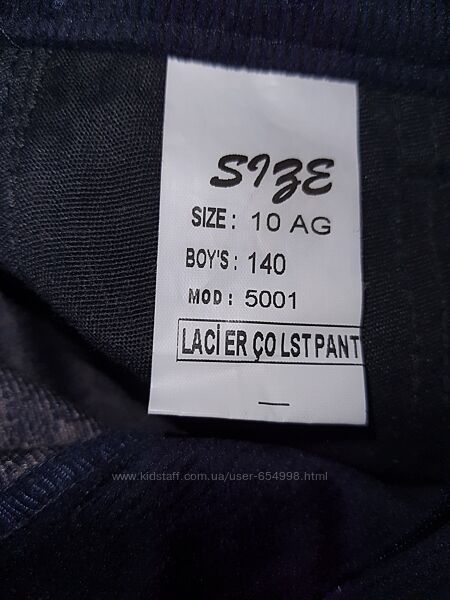 SIZE
SIZE: 10 AG
BOY'S: 140
MOD: 5001
LACİ ER ÇO LST PANT
www.kidstaff.com.ua/user-654998.html